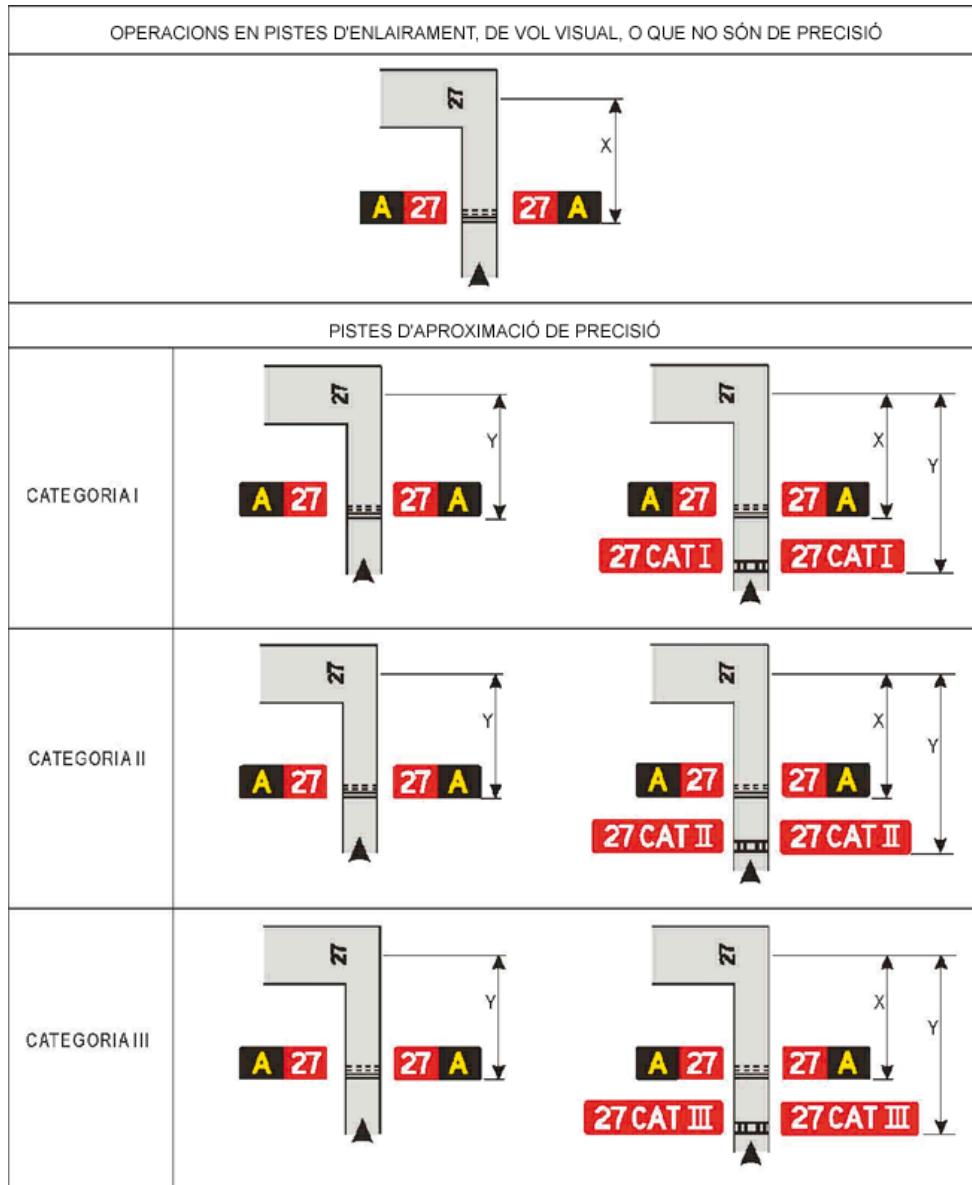 OPERACIONS EN PISTES D'ENLAIRAMENT, DE VOL VISUAL, O QUE NO SÓN DE PRECISIÓ
27
X
A 27 27 A
PISTES D'APROXIMACIÓ DE PRECISIÓ
CATEGORIA I
27
Y
A 27 27 A
27
X
Y
A 27 27 A
27 CAT I 27 CAT I
CATEGORIA II
27
Y
A 27 27 A
27
X
Y
A 27 27 A
27 CAT II 27 CAT II
CATEGORIA III
27
Y
A 27 27 A
27
X
Y
A 27 27 A
27 CAT III 27 CAT III